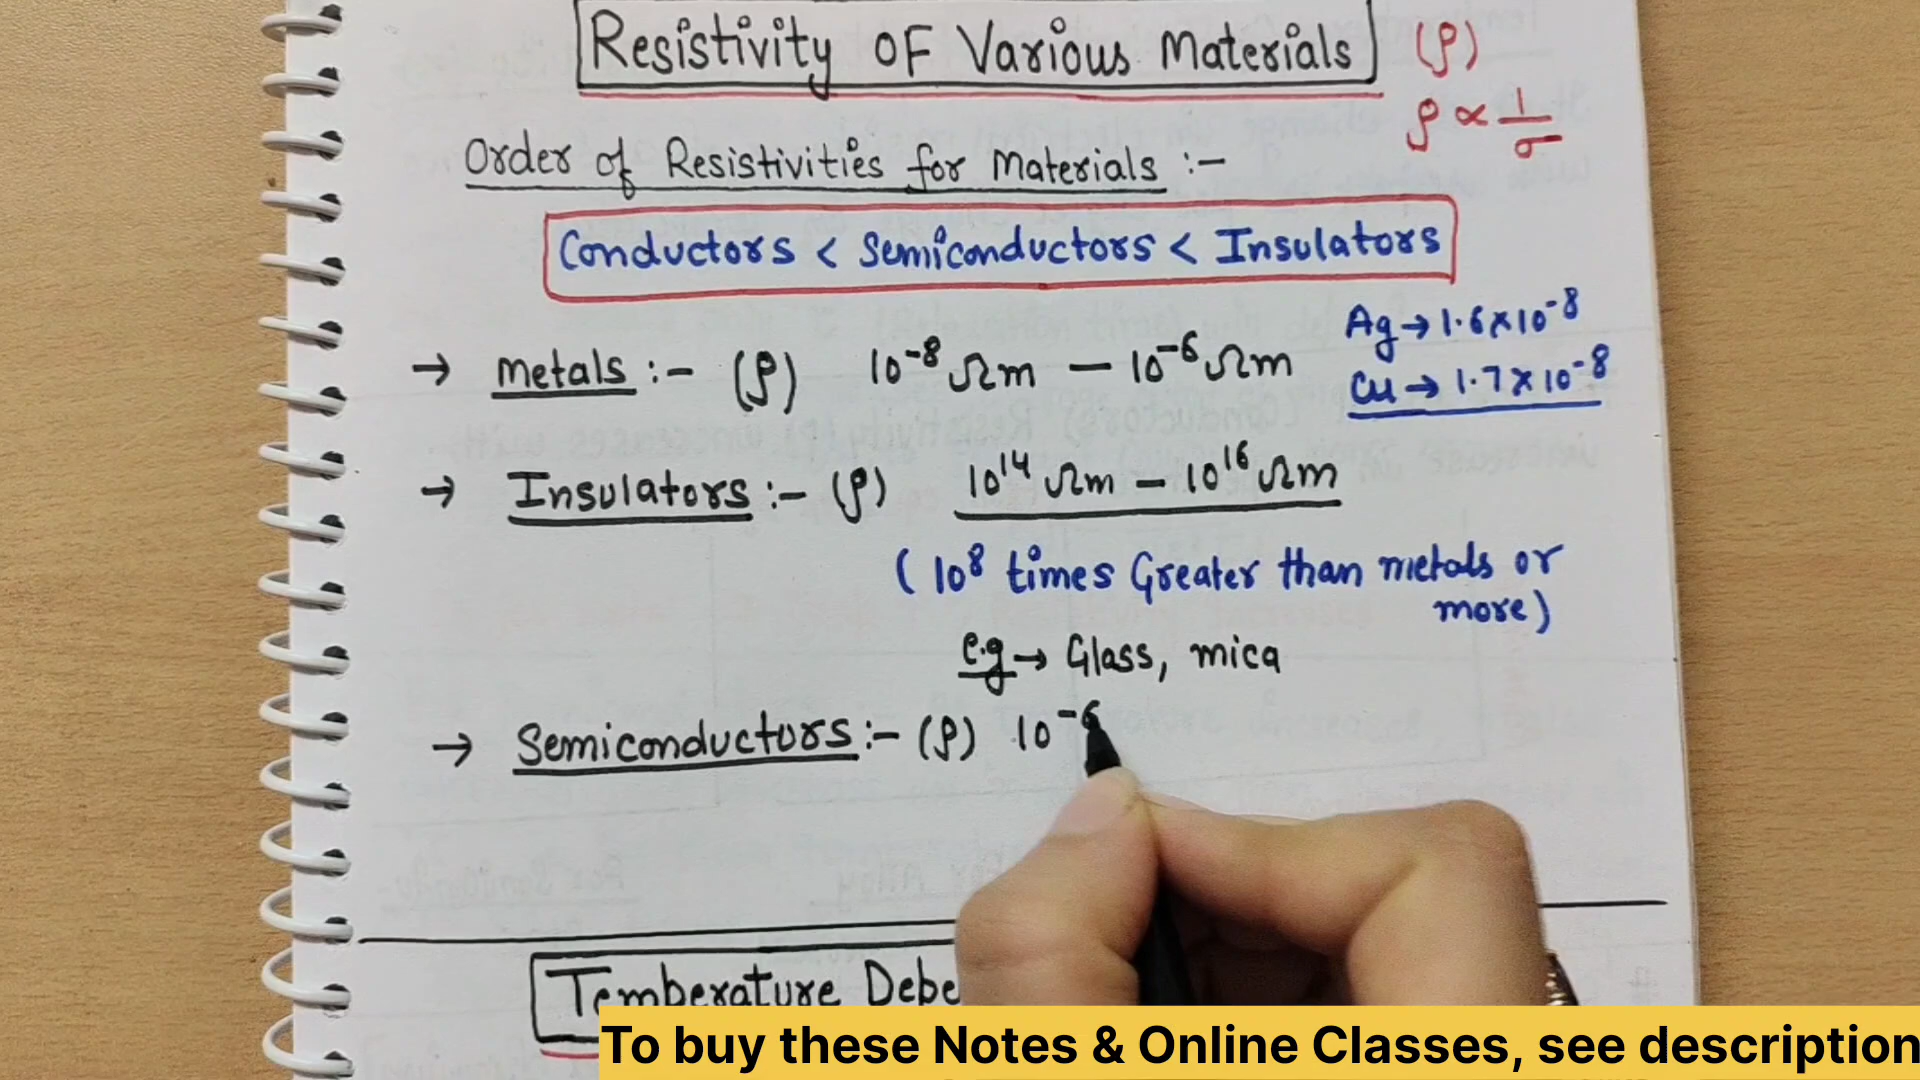 Resistivity OF Various Materials (ρ)
ρ ∝ 1/σ
Order of Resistivities for Materials :-
Conductors < Semiconductors < Insulators
Ag → 1.6×10⁻⁸
→ Metals :- (ρ) 10⁻⁸ Ωm — 10⁻⁶ Ωm
Cu → 1.7×10⁻⁸
→ Insulators :- (ρ) 10¹⁴ Ωm — 10¹⁶ Ωm
(10⁸ times Greater than metals or
more)
e.g → Glass, mica
→ Semiconductors :- (ρ) 10⁻⁶
Temperature Depe
To buy these Notes & Online Classes, see description